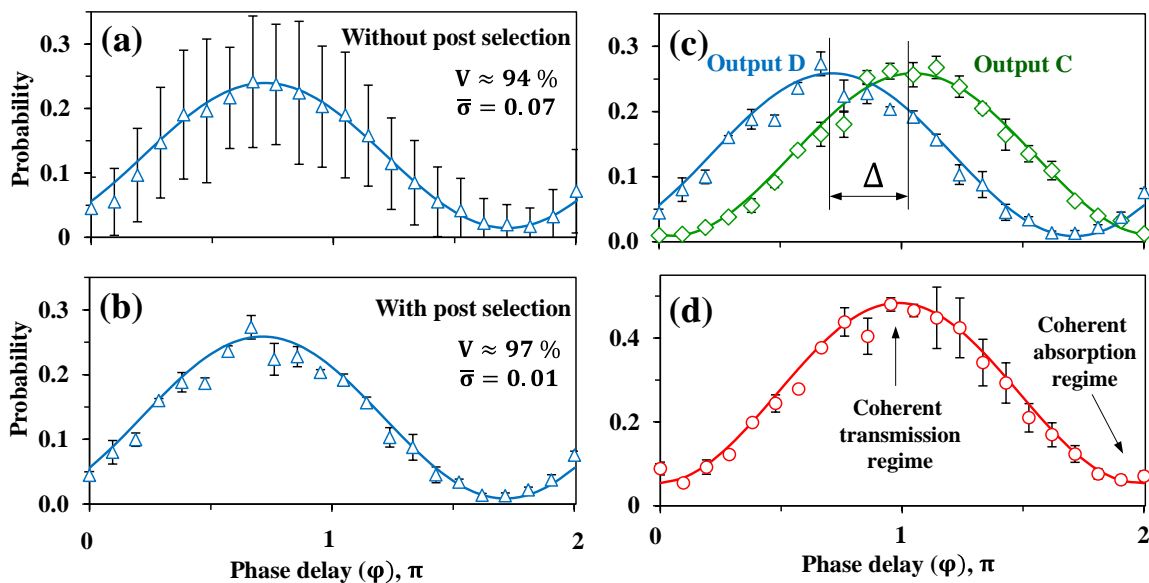 (a)
Without post selection
V ≈ 94 %
σ̅ = 0.07
Probability
0.3
0.2
0.1
0
(b)
With post selection
V ≈ 97 %
σ̅ = 0.01
Probability
0.3
0.2
0.1
0.0
0
1
2
Phase delay (φ), π
(c)
Output D
Output C
Δ
0.3
0.2
0.1
0.0
(d)
Coherent
absorption
regime
Coherent
transmission
regime
0.4
0.2
0
0
1
2
Phase delay (φ), π